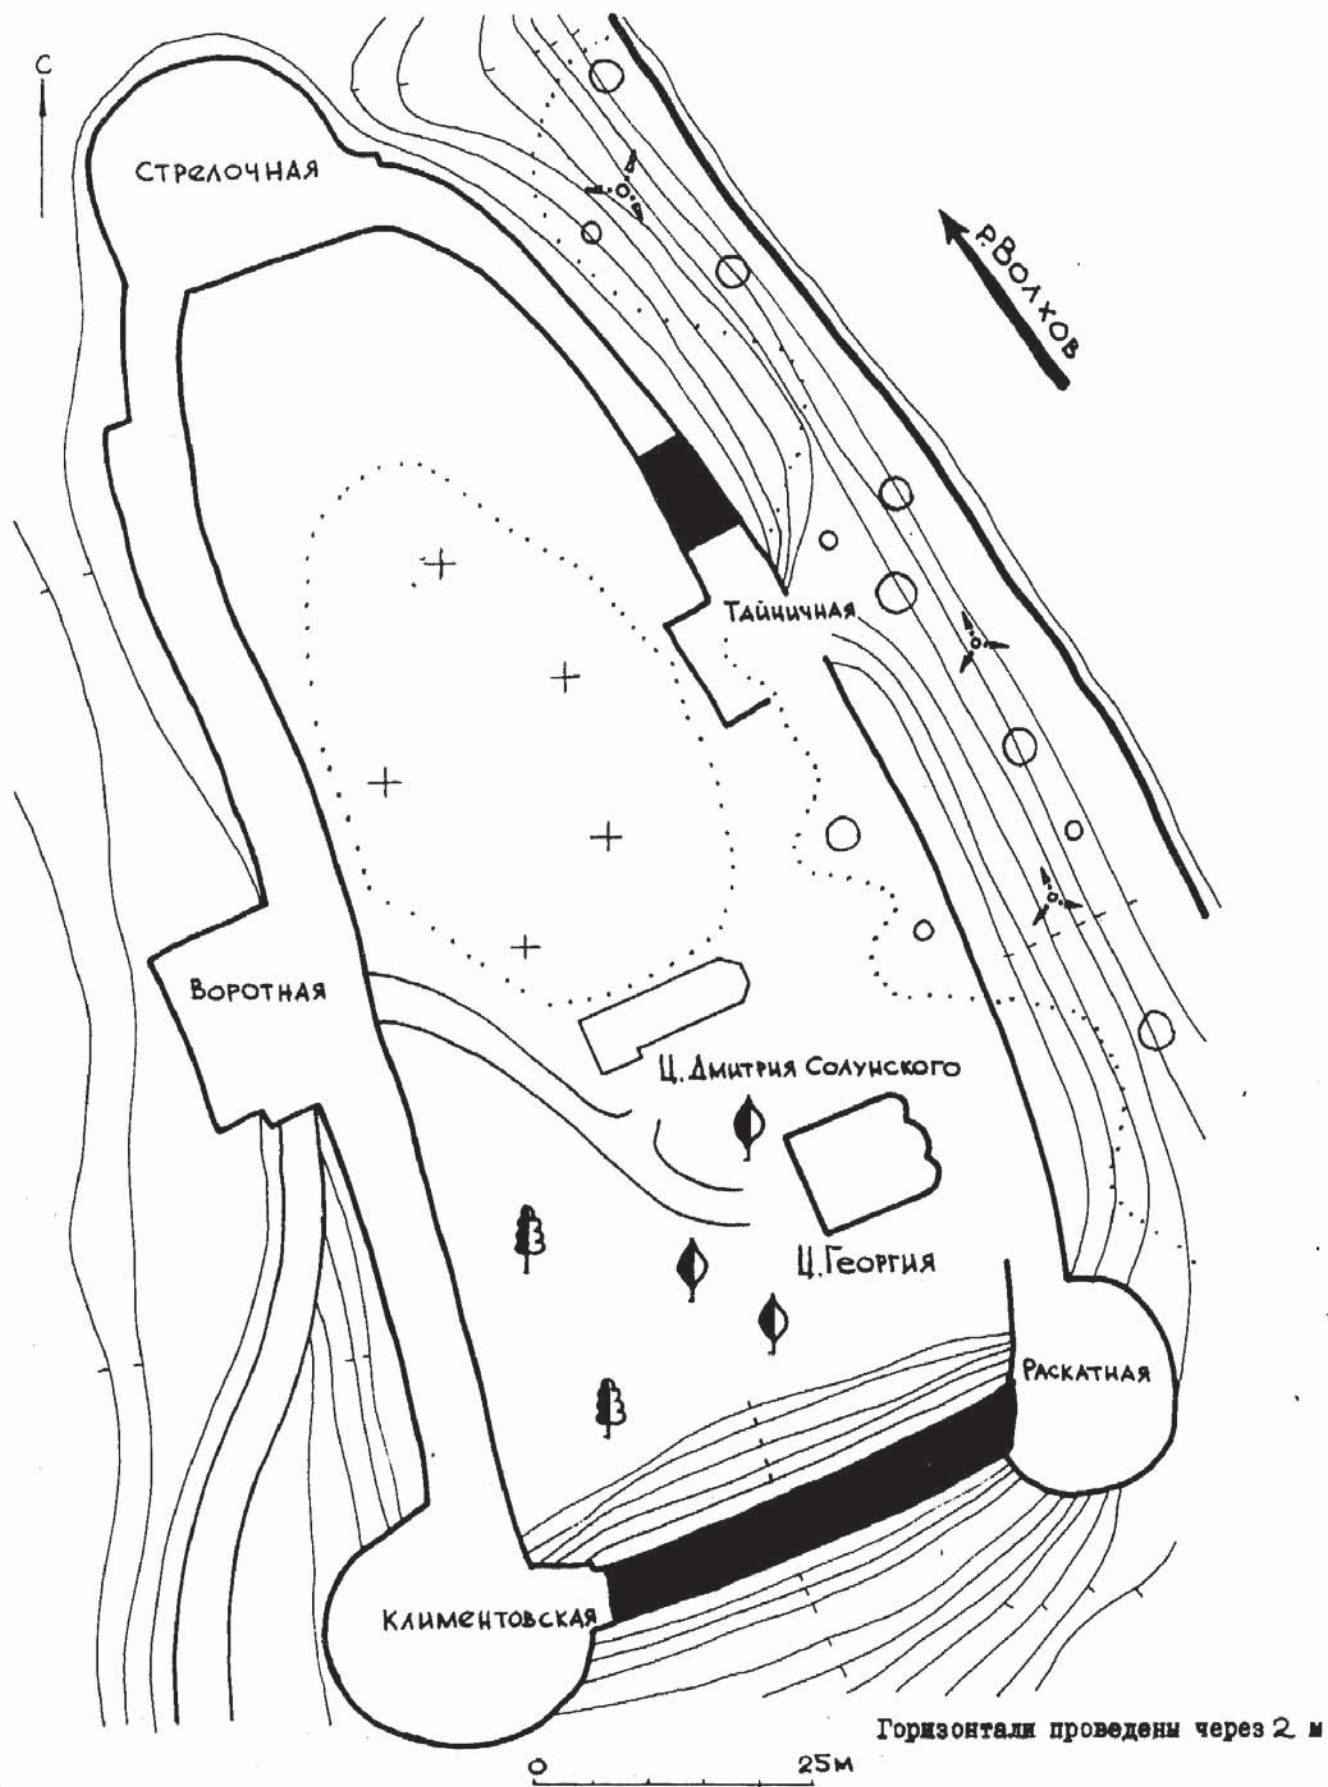 С
СТРЕЛОЧНАЯ
Р. ВОЛХОВ
ТАЙНИЧНАЯ
ВОРОТНАЯ
Ц. ДМИТРИЯ СОЛУНСКОГО
Ц. ГЕОРГИЯ
РАСКАТНАЯ
КЛИМЕНТОВСКАЯ
Горизонтали проведены через 2 м
0 25М